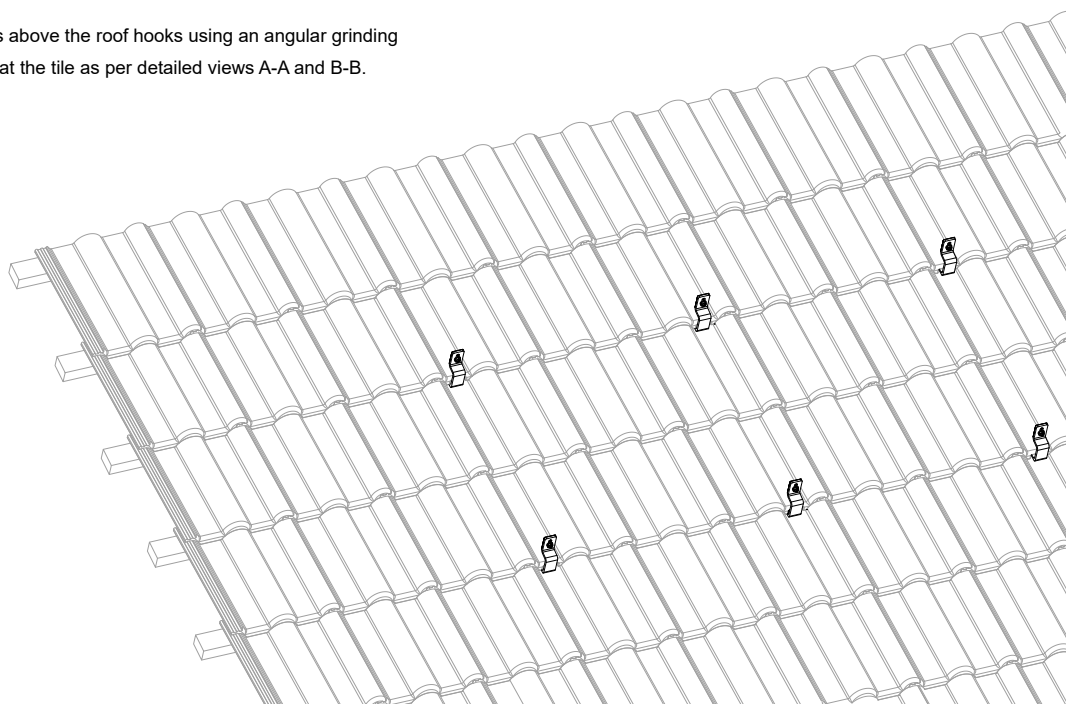 above the roof hooks using an angular grinding
at the tile as per detailed views A-A and B-B.